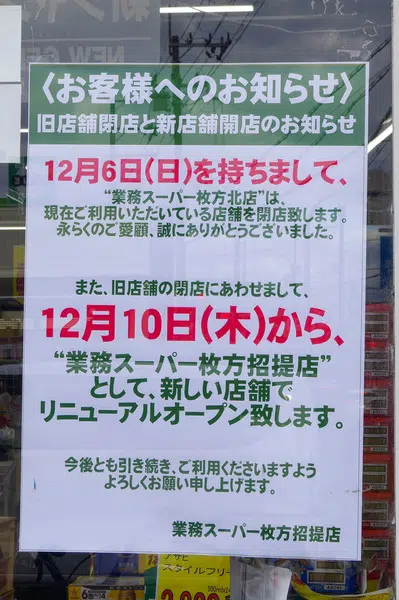 〈お客様へのお知らせ〉
旧店舗閉店と新店舗開店のお知らせ
12月6日(日)を持ちまして、
“業務スーパー枚方北店”は、
現在ご利用いただいている店舗を閉店致します。
永らくのご愛顧、誠にありがとうございました。
また、旧店舗の閉店にあわせまして、
12月10日(木)から、
“業務スーパー枚方招提店”
として、新しい店舗で
リニューアルオープン致します。
今後とも引き続き、ご利用くださいますよう
よろしくお願い申し上げます。
業務スーパー枚方招提店
アサヒ
スタイルフリー